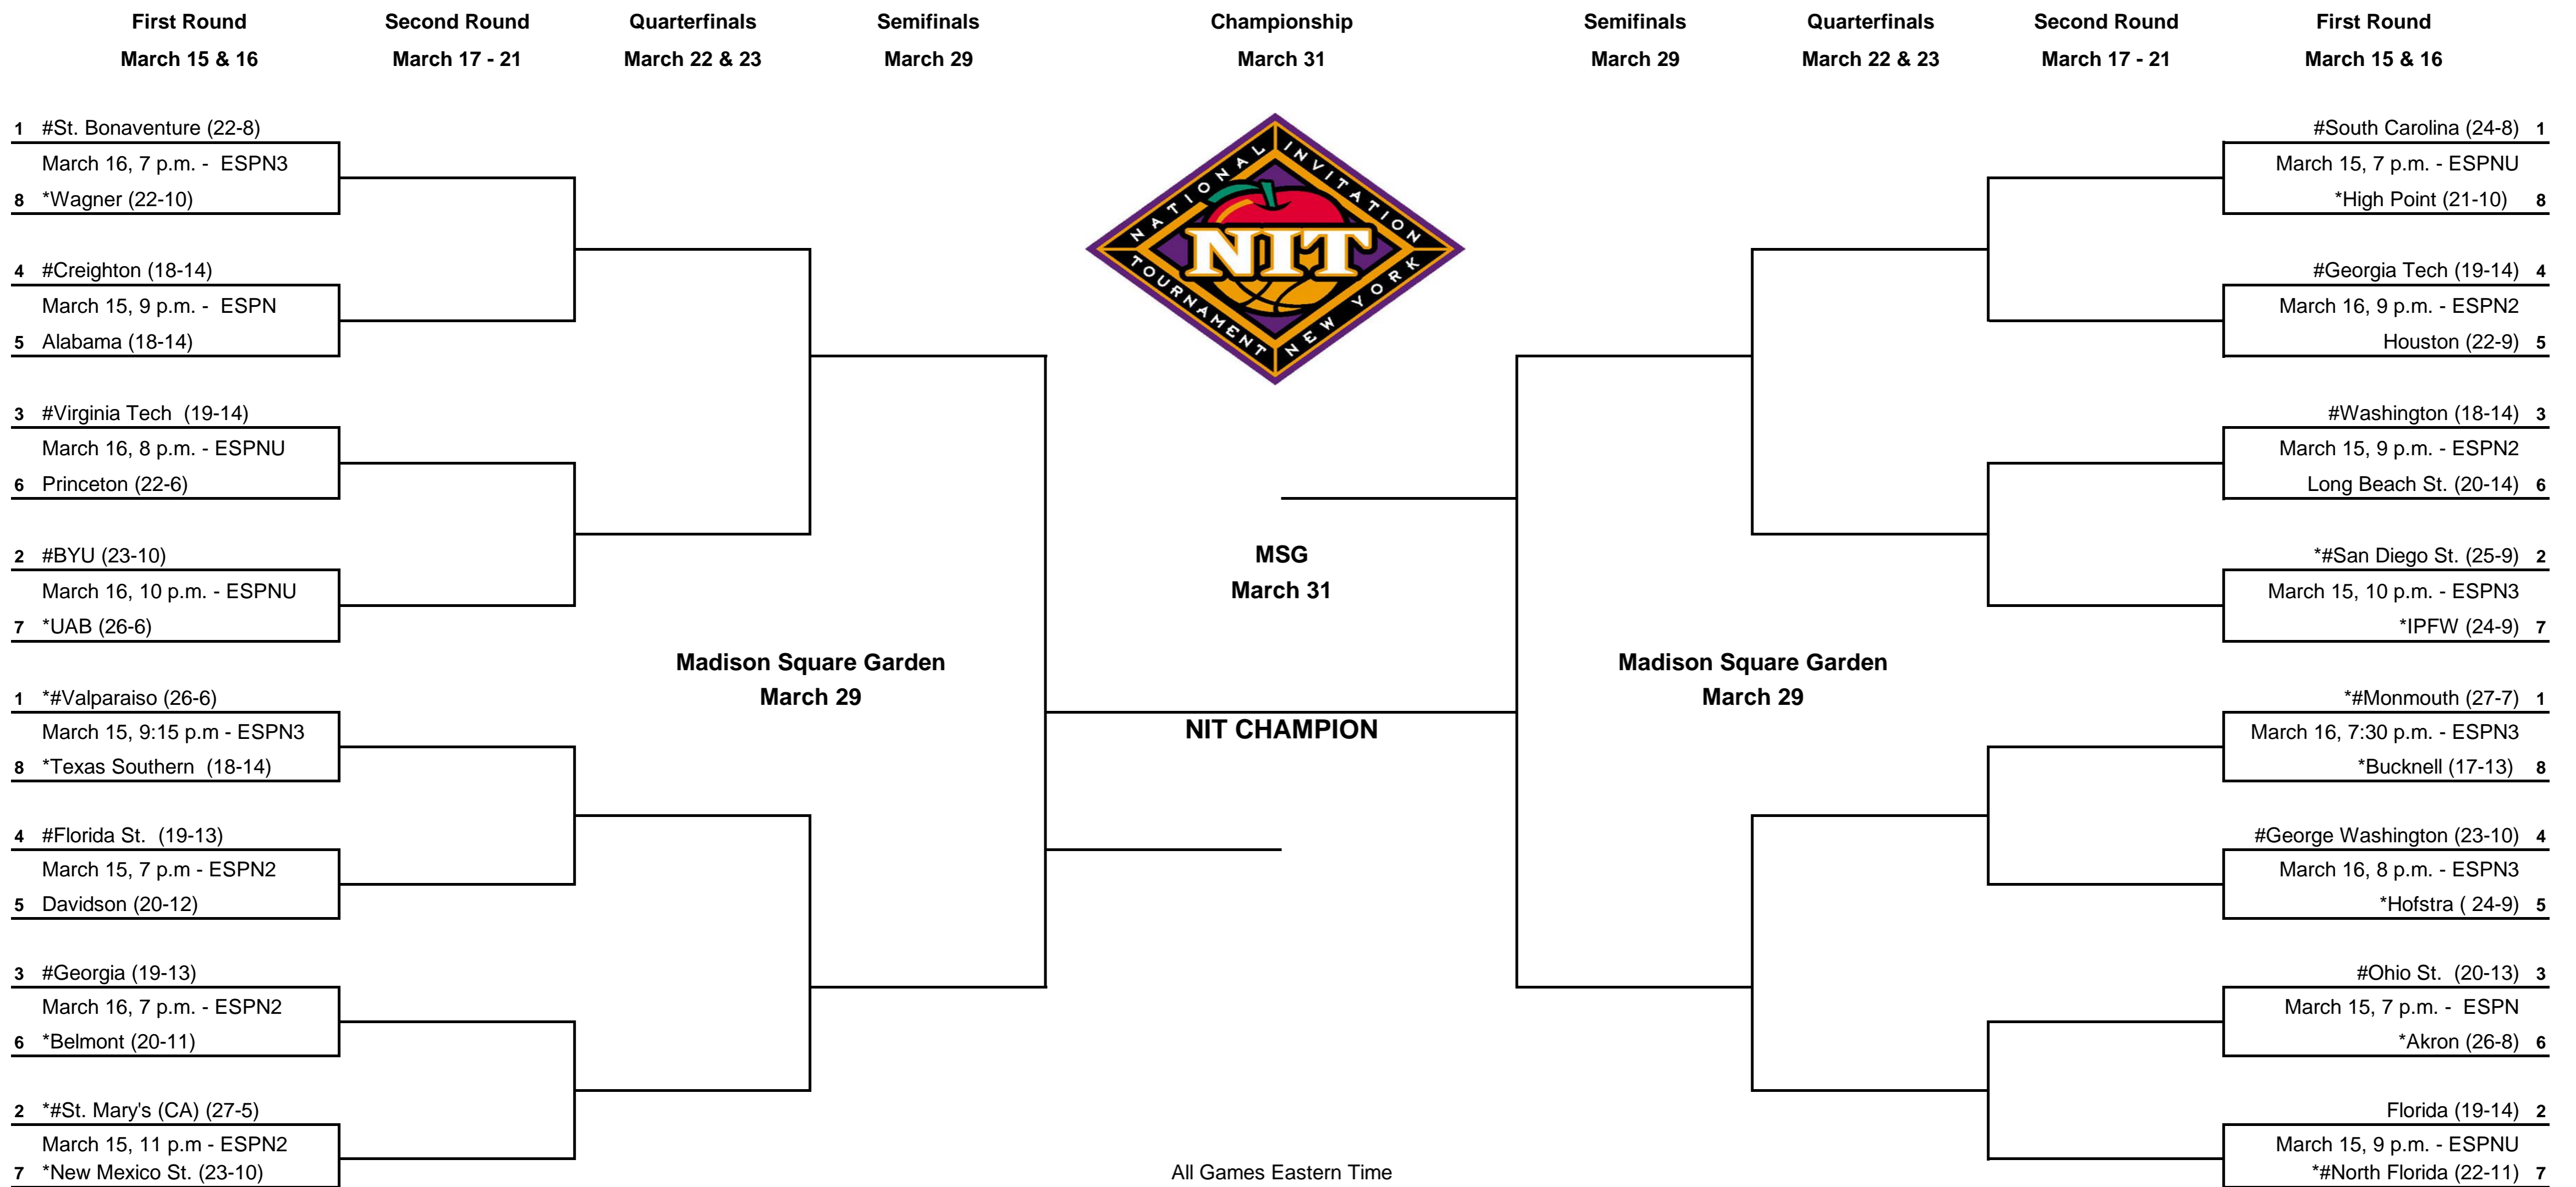 First Round
March 15 & 16
Second Round
March 17 - 21
Quarterfinals
March 22 & 23
Semifinals
March 29
Championship
March 31
Semifinals
March 29
Quarterfinals
March 22 & 23
Second Round
March 17 - 21
First Round
March 15 & 16
1 #St. Bonaventure (22-8)
March 16, 7 p.m. - ESPN3
8 *Wagner (22-10)
4 #Creighton (18-14)
March 15, 9 p.m. - ESPN
5 Alabama (18-14)
3 #Virginia Tech (19-14)
March 16, 8 p.m. - ESPNU
6 Princeton (22-6)
2 #BYU (23-10)
March 16, 10 p.m. - ESPNU
7 *UAB (26-6)
1 *#Valparaiso (26-6)
March 15, 9:15 p.m - ESPN3
8 *Texas Southern (18-14)
4 #Florida St. (19-13)
March 15, 7 p.m - ESPN2
5 Davidson (20-12)
3 #Georgia (19-13)
March 16, 7 p.m. - ESPN2
6 *Belmont (20-11)
2 *#St. Mary's (CA) (27-5)
March 15, 11 p.m - ESPN2
7 *New Mexico St. (23-10)
Madison Square Garden
March 29
NATIONAL INVITATION
NIT
TOURNAMENT NEW YORK
MSG
March 31
NIT CHAMPION
All Games Eastern Time
Madison Square Garden
March 29
#South Carolina (24-8) 1
March 15, 7 p.m. - ESPNU
*High Point (21-10) 8
#Georgia Tech (19-14) 4
March 16, 9 p.m. - ESPN2
Houston (22-9) 5
#Washington (18-14) 3
March 15, 9 p.m. - ESPN2
Long Beach St. (20-14) 6
*#San Diego St. (25-9) 2
March 15, 10 p.m. - ESPN3
*IPFW (24-9) 7
*#Monmouth (27-7) 1
March 16, 7:30 p.m. - ESPN3
*Bucknell (17-13) 8
#George Washington (23-10) 4
March 16, 8 p.m. - ESPN3
*Hofstra ( 24-9) 5
#Ohio St. (20-13) 3
March 15, 7 p.m. - ESPN
*Akron (26-8) 6
Florida (19-14) 2
March 15, 9 p.m. - ESPNU
*#North Florida (22-11) 7